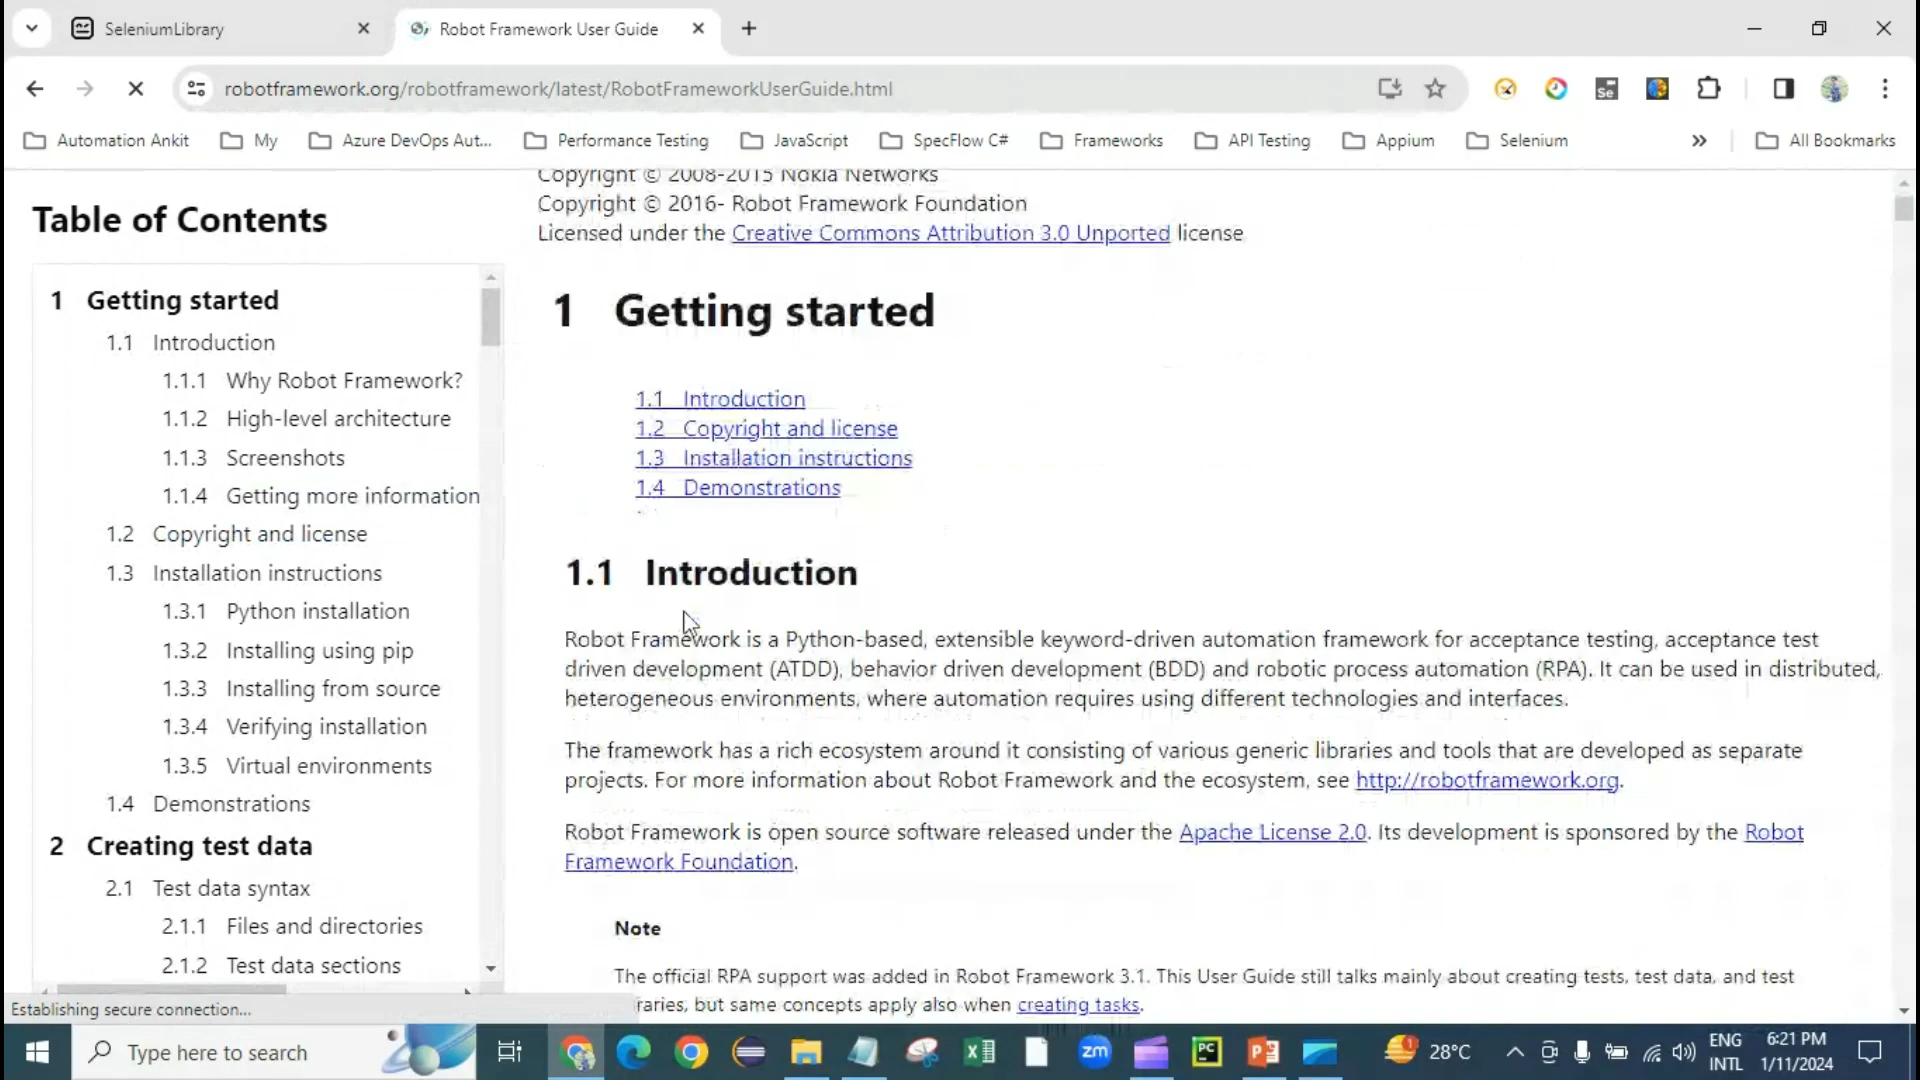 SeleniumLibrary
Robot Framework User Guide
robotframework.org/robotframework/latest/RobotFrameworkUserGuide.html
Se
Automation Ankit
My
Azure DevOps Aut...
Performance Testing
JavaScript
SpecFlow C#
Frameworks
API Testing
Appium
Selenium
»
All Bookmarks
Table of Contents
1 Getting started
1.1 Introduction
1.1.1 Why Robot Framework?
1.1.2 High-level architecture
1.1.3 Screenshots
1.1.4 Getting more information
1.2 Copyright and license
1.3 Installation instructions
1.3.1 Python installation
1.3.2 Installing using pip
1.3.3 Installing from source
1.3.4 Verifying installation
1.3.5 Virtual environments
1.4 Demonstrations
2 Creating test data
2.1 Test data syntax
2.1.1 Files and directories
2.1.2 Test data sections
Copyright © 2008-2015 Nokia Networks
Copyright © 2016- Robot Framework Foundation
Licensed under the Creative Commons Attribution 3.0 Unported license
1 Getting started
1.1 Introduction
1.2 Copyright and license
1.3 Installation instructions
1.4 Demonstrations
1.1 Introduction
Robot Framework is a Python-based, extensible keyword-driven automation framework for acceptance testing, acceptance test
driven development (ATDD), behavior driven development (BDD) and robotic process automation (RPA). It can be used in distributed,
heterogeneous environments, where automation requires using different technologies and interfaces.
The framework has a rich ecosystem around it consisting of various generic libraries and tools that are developed as separate
projects. For more information about Robot Framework and the ecosystem, see http://robotframework.org.
Robot Framework is open source software released under the Apache License 2.0. Its development is sponsored by the Robot
Framework Foundation.
Note
The official RPA support was added in Robot Framework 3.1. This User Guide still talks mainly about creating tests, test data, and test
raries, but same concepts apply also when creating tasks.
Establishing secure connection...
Type here to search
zm
PC
1
28°C
ENG
INTL
6:21 PM
1/11/2024